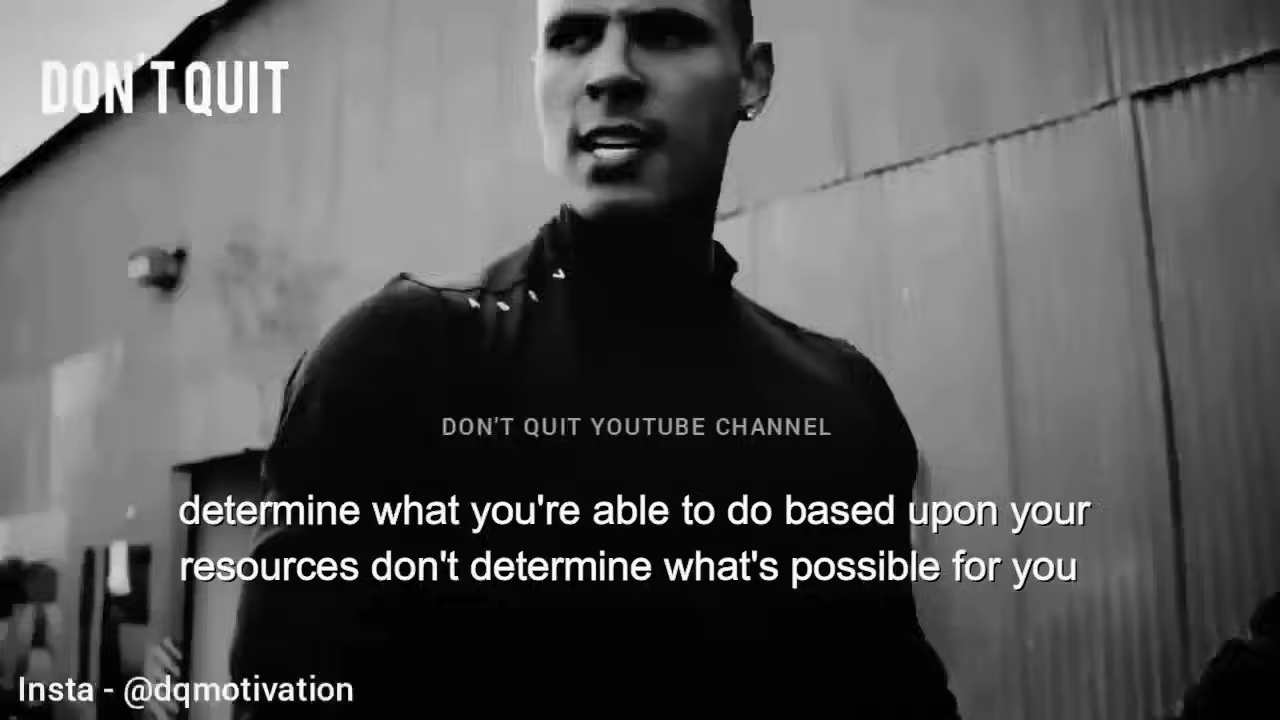 DON'T QUIT
DON'T QUIT YOUTUBE CHANNEL
determine what you're able to do based upon your
resources don't determine what's possible for you
Insta - @dqmotivation